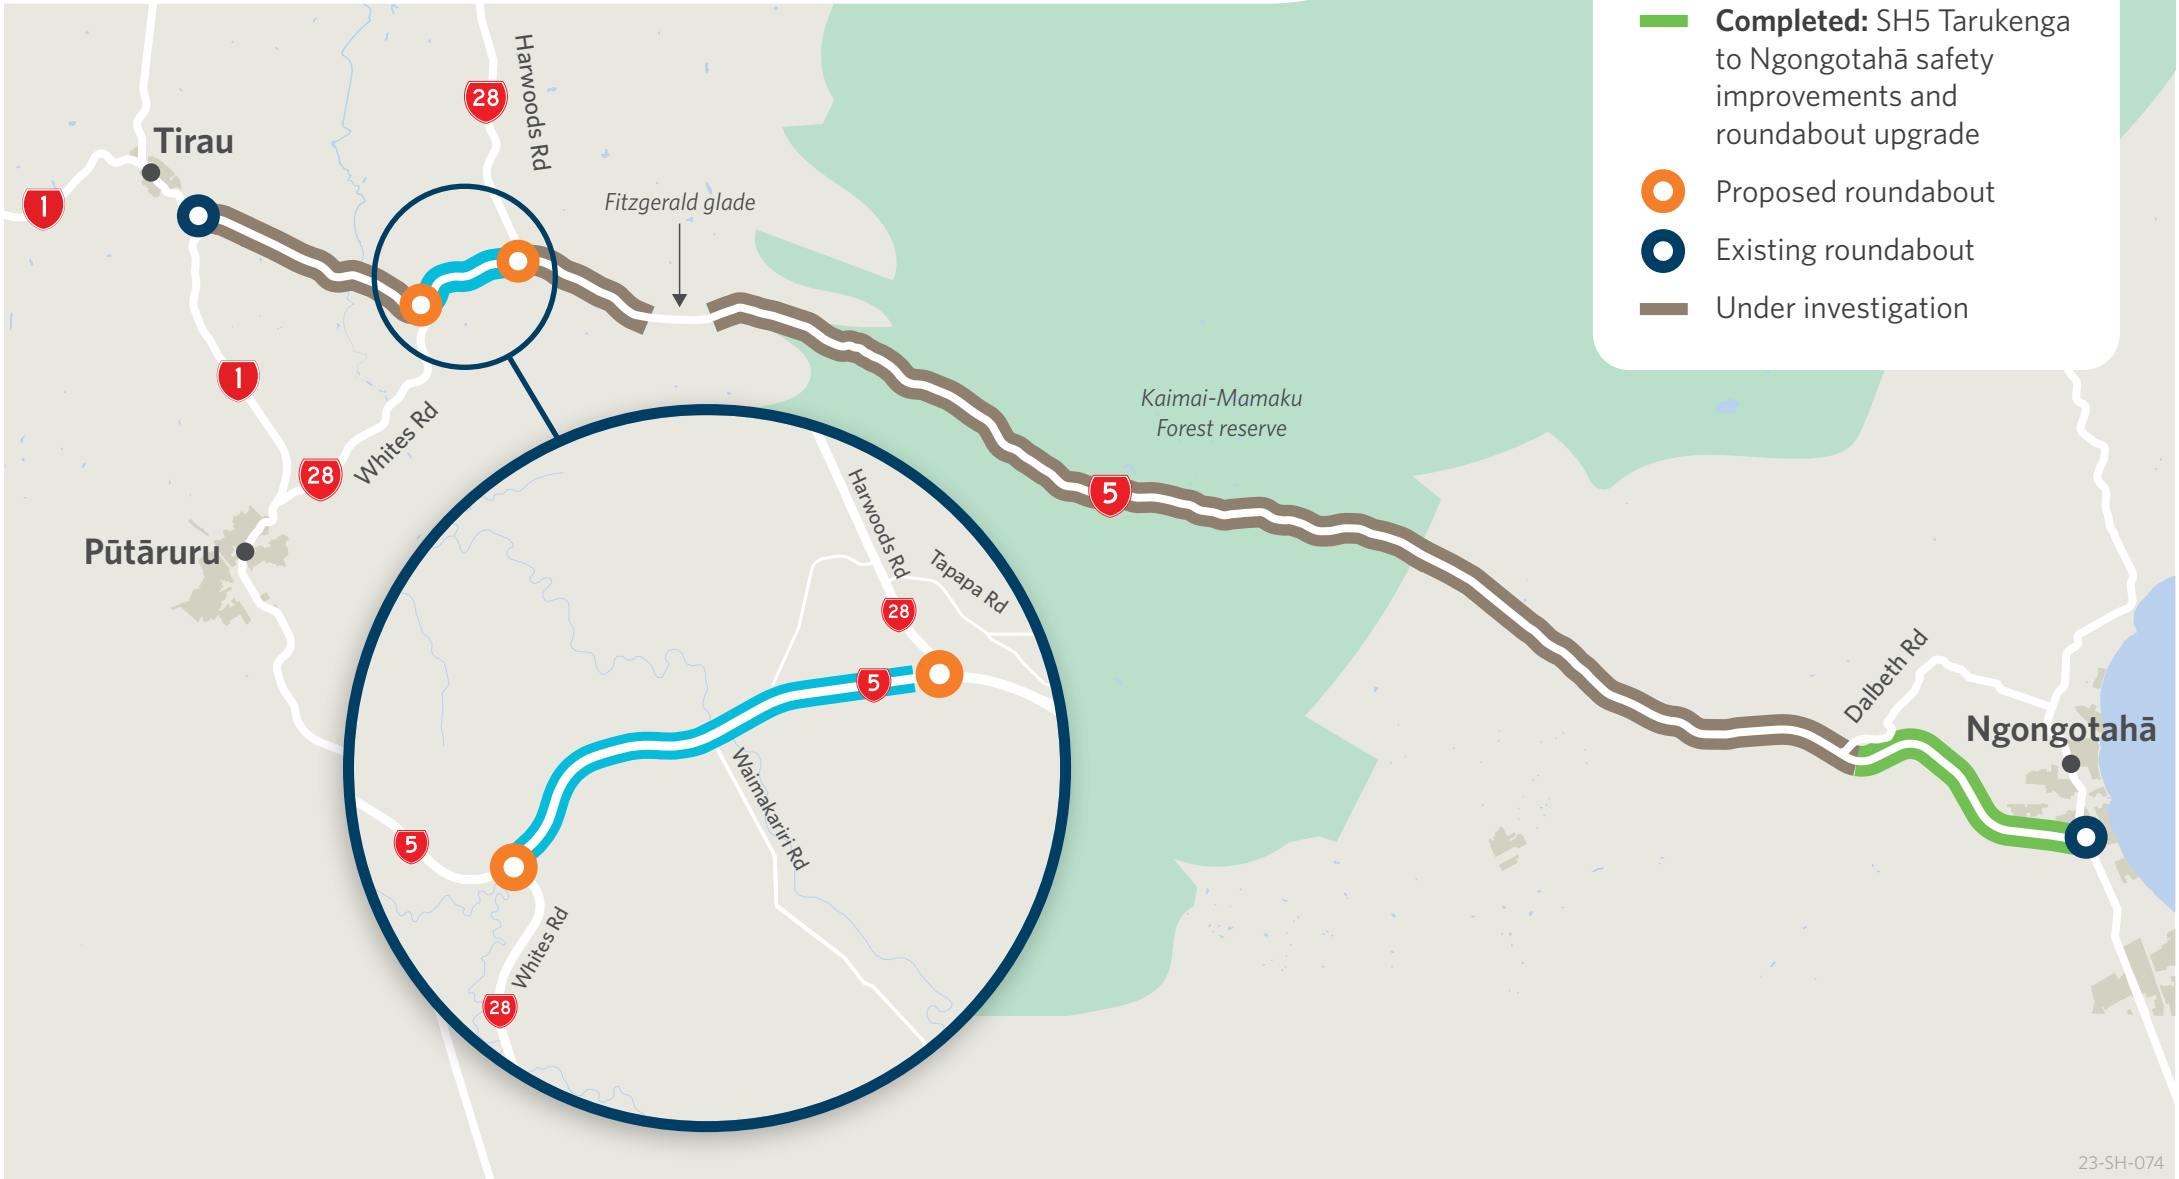 Completed: SH5 Tarukenga
to Ngongotahā safety
improvements and
roundabout upgrade
Proposed roundabout
Existing roundabout
Under investigation
Harwoods Rd
28
Tirau
1
Fitzgerald glade
1
Kaimai-Mamaku
Forest reserve
Whites Rd
28
5
Pūtāruru
Harwoods Rd
Tapapa Rd
28
5
Waimakariri Rd
5
Whites Rd
28
Dalbeth Rd
Ngongotahā
23-SH-074